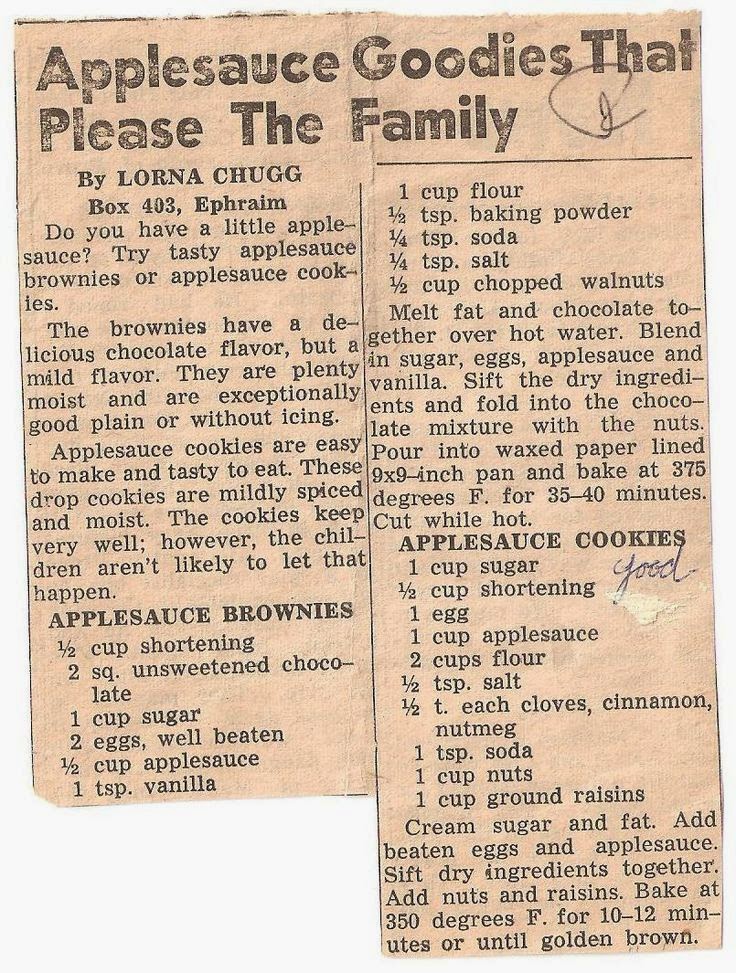 Applesauce Goodies That
Please The Family
By LORNA CHUGG
Box 403, Ephraim
Do you have a little apple-
sauce? Try tasty applesauce
brownies or applesauce cook-
ies.
The brownies have a de-
licious chocolate flavor, but a
mild flavor. They are plenty
moist and are exceptionally
good plain or without icing.
Applesauce cookies are easy
to make and tasty to eat. These
drop cookies are mildly spiced
and moist. The cookies keep
very well; however, the chil-
dren aren't likely to let that
happen.
APPLESAUCE BROWNIES
½ cup shortening
2 sq. unsweetened choco-
late
1 cup sugar
2 eggs, well beaten
½ cup applesauce
1 tsp. vanilla
1 cup flour
½ tsp. baking powder
¼ tsp. soda
¼ tsp. salt
½ cup chopped walnuts
Melt fat and chocolate to-
gether over hot water. Blend
in sugar, eggs, applesauce and
vanilla. Sift the dry ingredi-
ents and fold into the choco-
late mixture with the nuts.
Pour into waxed paper lined
9x9-inch pan and bake at 375
degrees F. for 35-40 minutes.
Cut while hot.
APPLESAUCE COOKIES
1 cup sugar
good
½ cup shortening
1 egg
1 cup applesauce
2 cups flour
½ tsp. salt
½ t. each cloves, cinnamon,
nutmeg
1 tsp. soda
1 cup nuts
1 cup ground raisins
Cream sugar and fat. Add
beaten eggs and applesauce.
Sift dry ingredients together.
Add nuts and raisins. Bake at
350 degrees F. for 10-12 min-
utes or until golden brown.